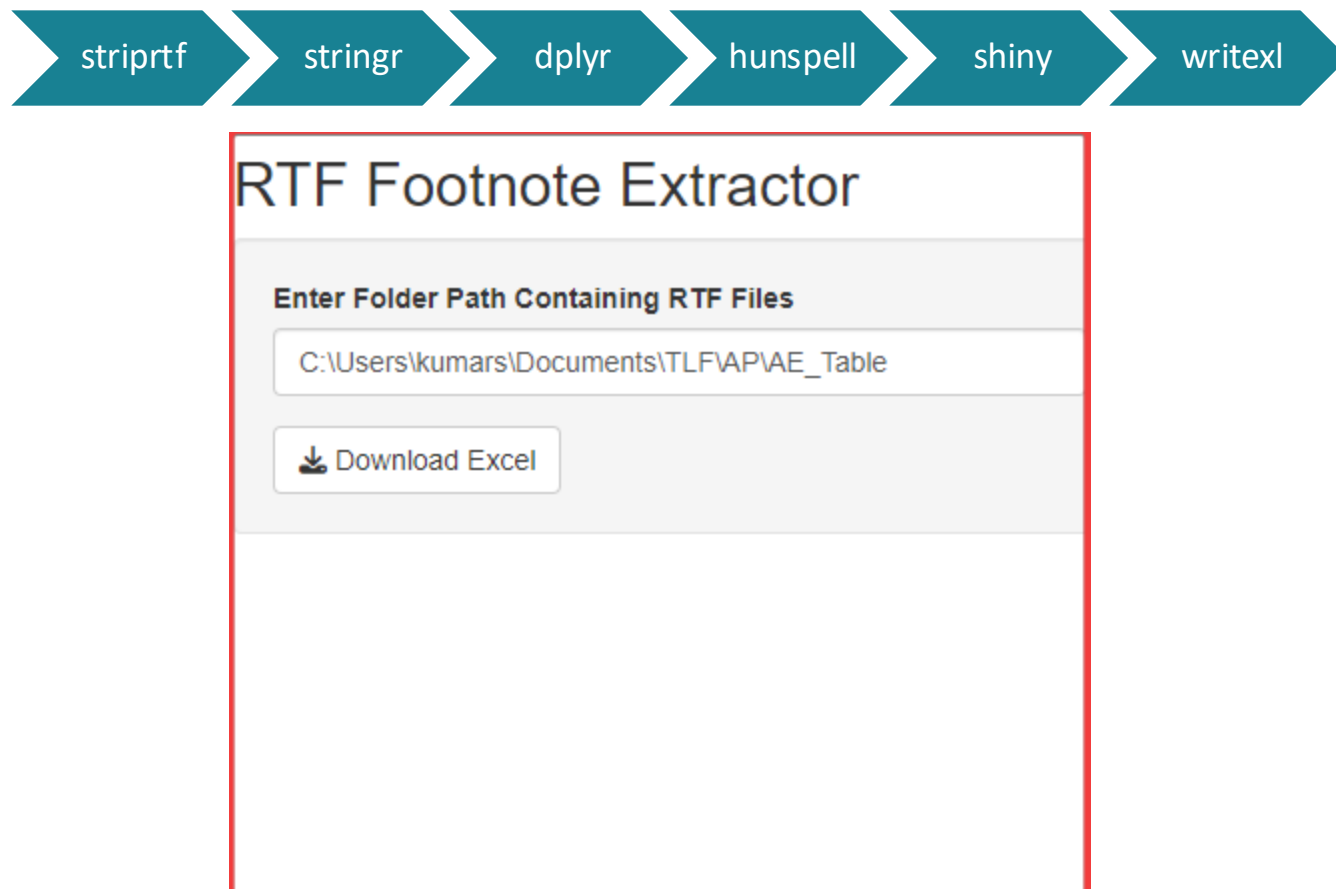 striprtf stringr dplyr hunspell shiny writexl
RTF Footnote Extractor
Enter Folder Path Containing RTF Files
C:\Users\kumars\Documents\TLF\AP\AE_Table
Download Excel